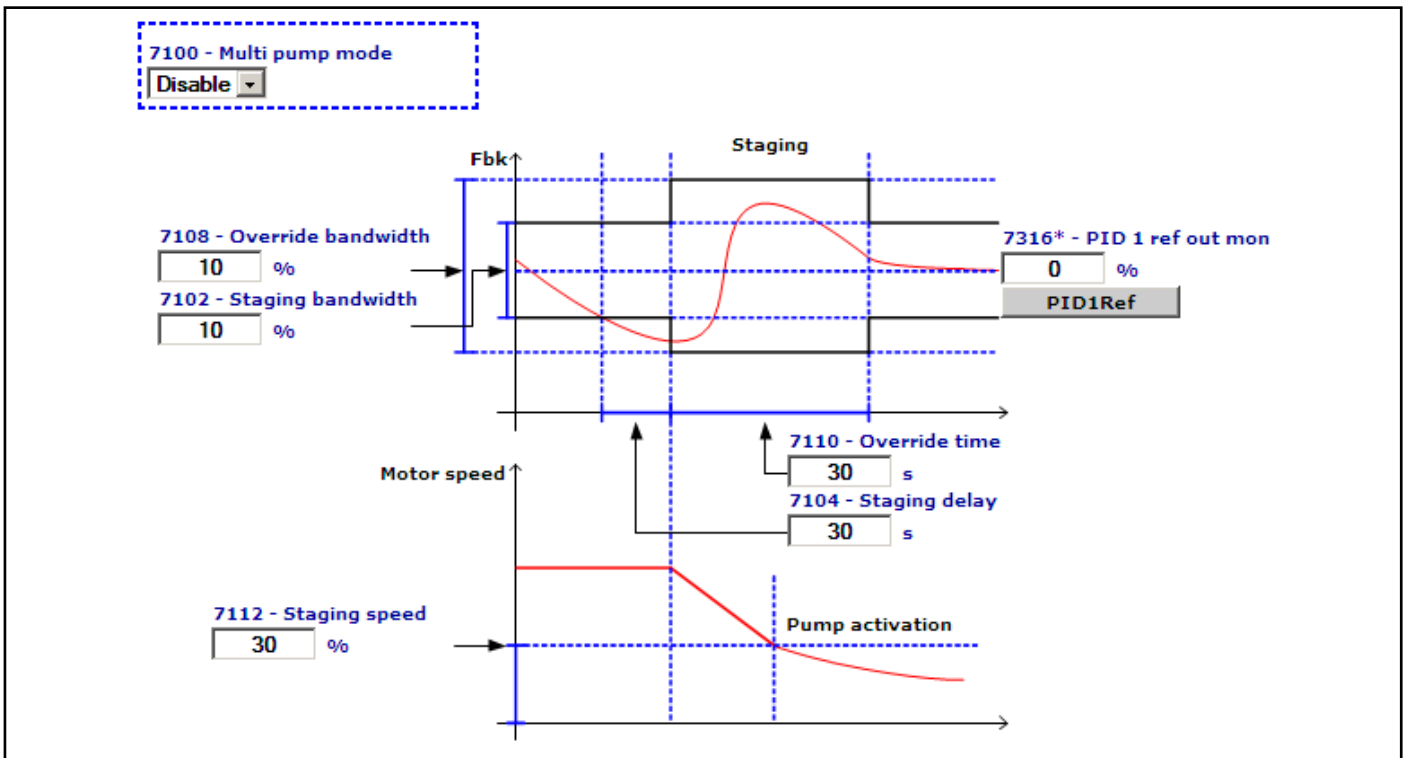 7100 - Multi pump mode
Disable
Staging
Fbk
7108 - Override bandwidth
10 %
7102 - Staging bandwidth
10 %
7316* - PID 1 ref out mon
0 %
PID1Ref
7110 - Override time
30 s
7104 - Staging delay
30 s
Motor speed
7112 - Staging speed
30 %
Pump activation